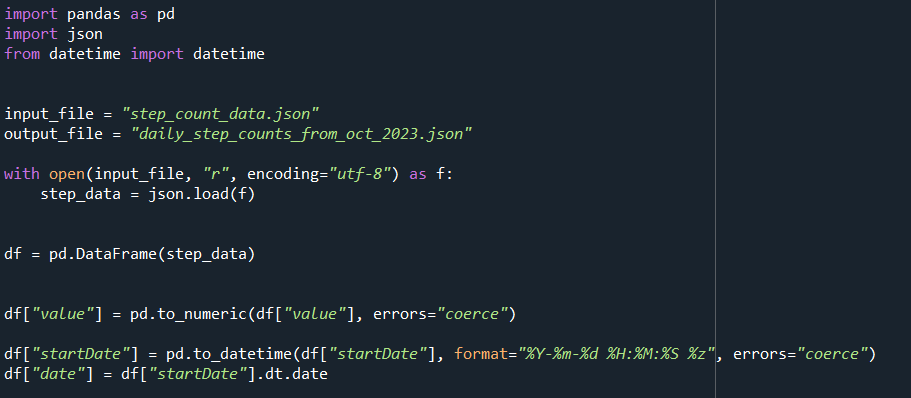 import pandas as pd
import json
from datetime import datetime
input_file = "step_count_data.json"
output_file = "daily_step_counts_from_oct_2023.json"
with open(input_file, "r", encoding="utf-8") as f:
    step_data = json.load(f)
df = pd.DataFrame(step_data)
df["value"] = pd.to_numeric(df["value"], errors="coerce")
df["startDate"] = pd.to_datetime(df["startDate"], format="%Y-%m-%d %H:%M:%S %z", errors="coerce")
df["date"] = df["startDate"].dt.date